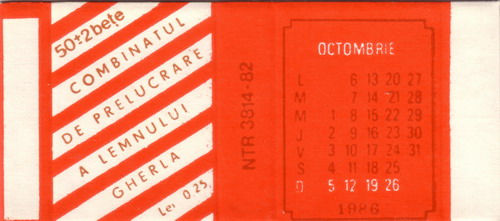 50±2 bețe
COMBINATUL
DE PRELUCRARE
A LEMNULUI
GHERLA
Lei 0.25
NTR 3814-82
OCTOMBRIE
L 6 13 20 27
M 7 14 21 28
M 1 8 15 22 29
J 2 9 16 23 30
V 3 10 17 24 31
S 4 11 18 25
D 5 12 19 26
1986